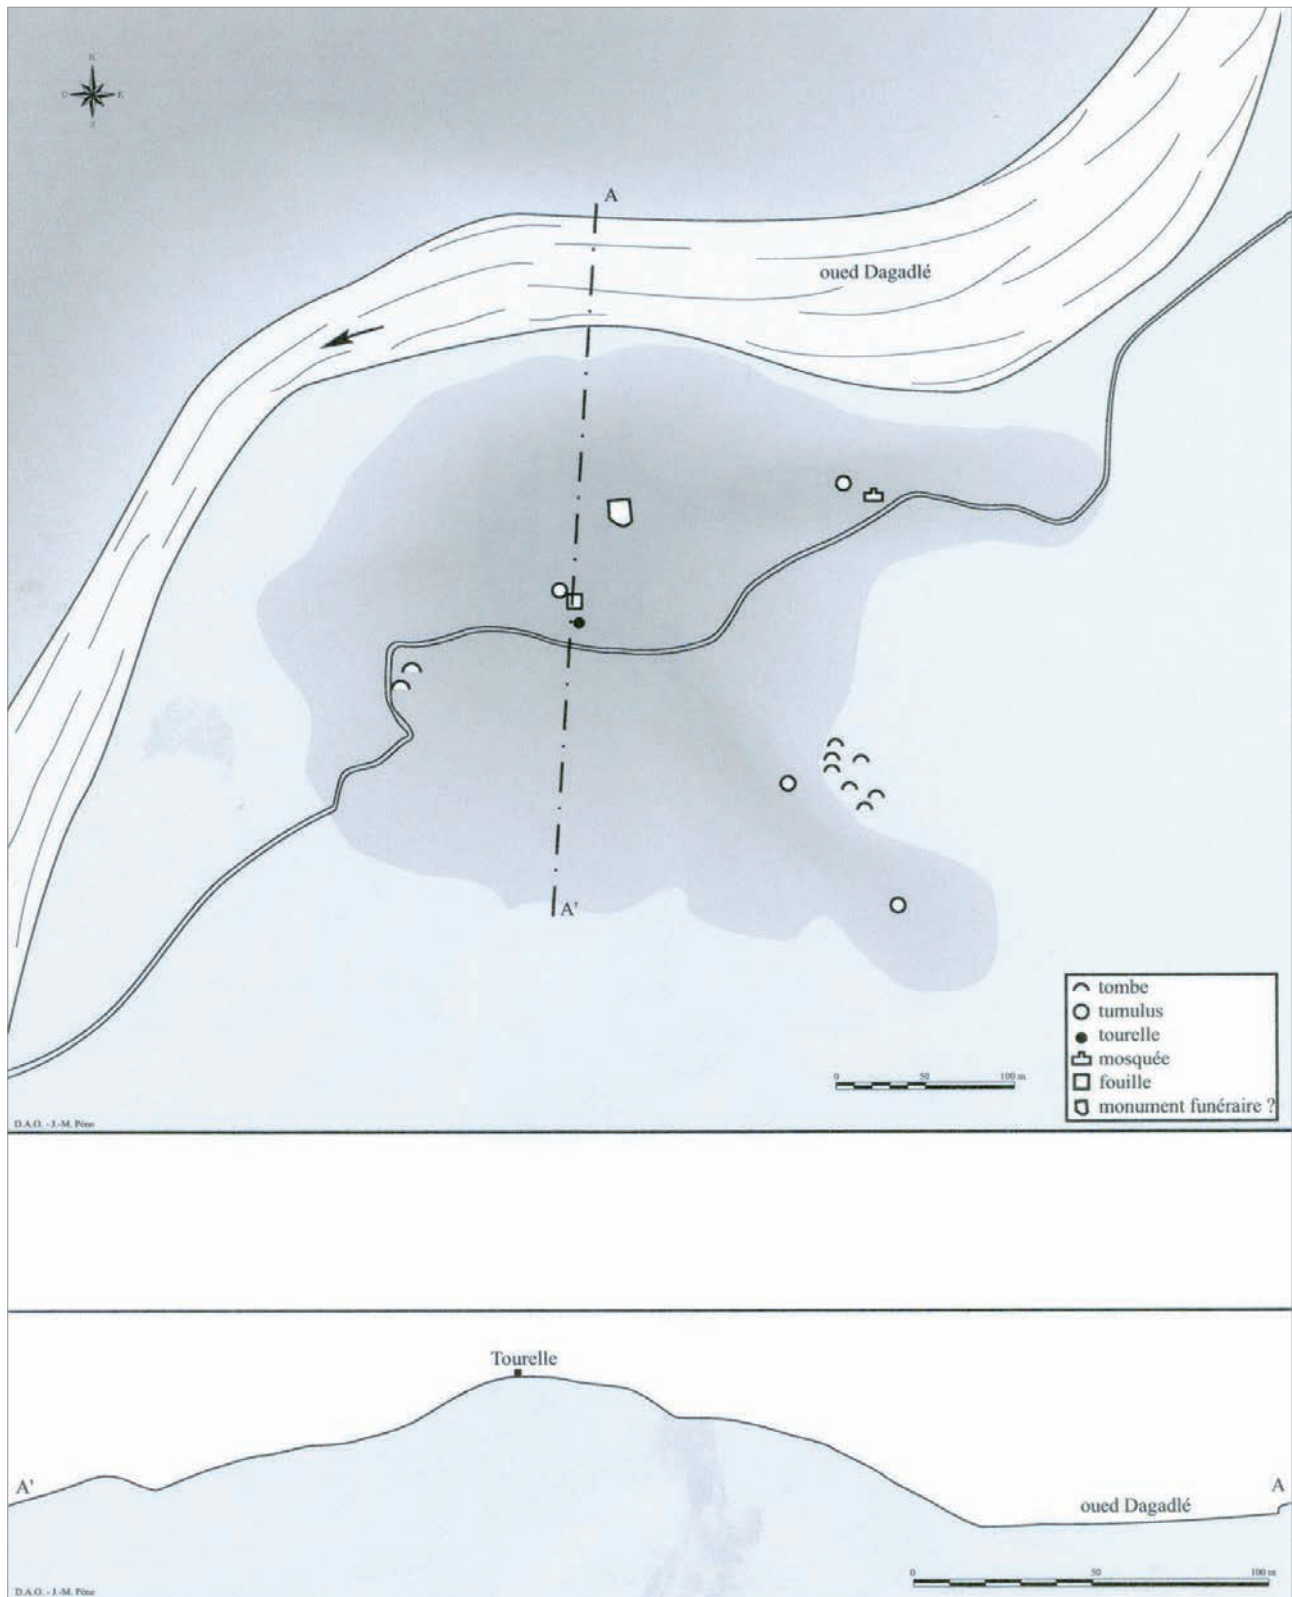 N
O E
S
A
oued Dagadlé
A'
tombe
tumulus
tourelle
mosquée
fouille
monument funéraire ?
0 50 100 m
D.A.O. - J.-M. Pène
Tourelle
A'
A
oued Dagadlé
0 50 100 m
D.A.O. - J.-M. Pène